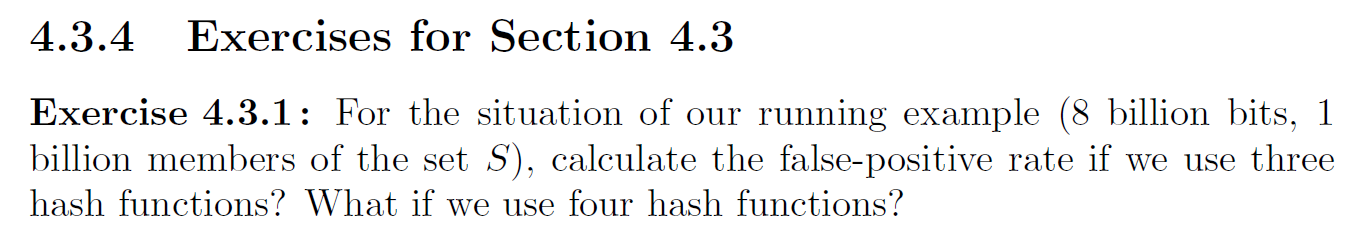 4.3.4 Exercises for Section 4.3
Exercise 4.3.1: For the situation of our running example (8 billion bits, 1
billion members of the set S), calculate the false-positive rate if we use three
hash functions? What if we use four hash functions?